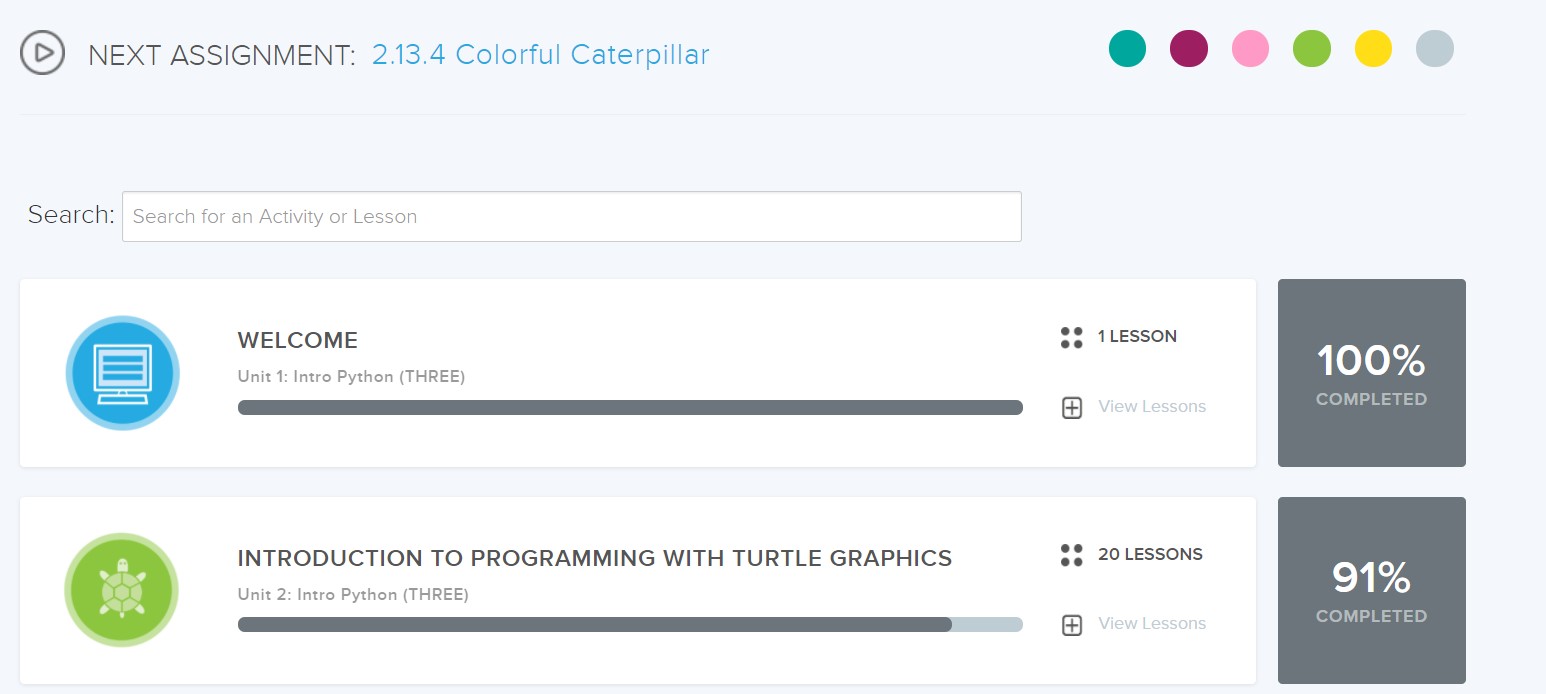 NEXT ASSIGNMENT: 2.13.4 Colorful Caterpillar
Search: Search for an Activity or Lesson
WELCOME
Unit 1: Intro Python (THREE)
1 LESSON
View Lessons
100%
COMPLETED
INTRODUCTION TO PROGRAMMING WITH TURTLE GRAPHICS
Unit 2: Intro Python (THREE)
20 LESSONS
View Lessons
91%
COMPLETED